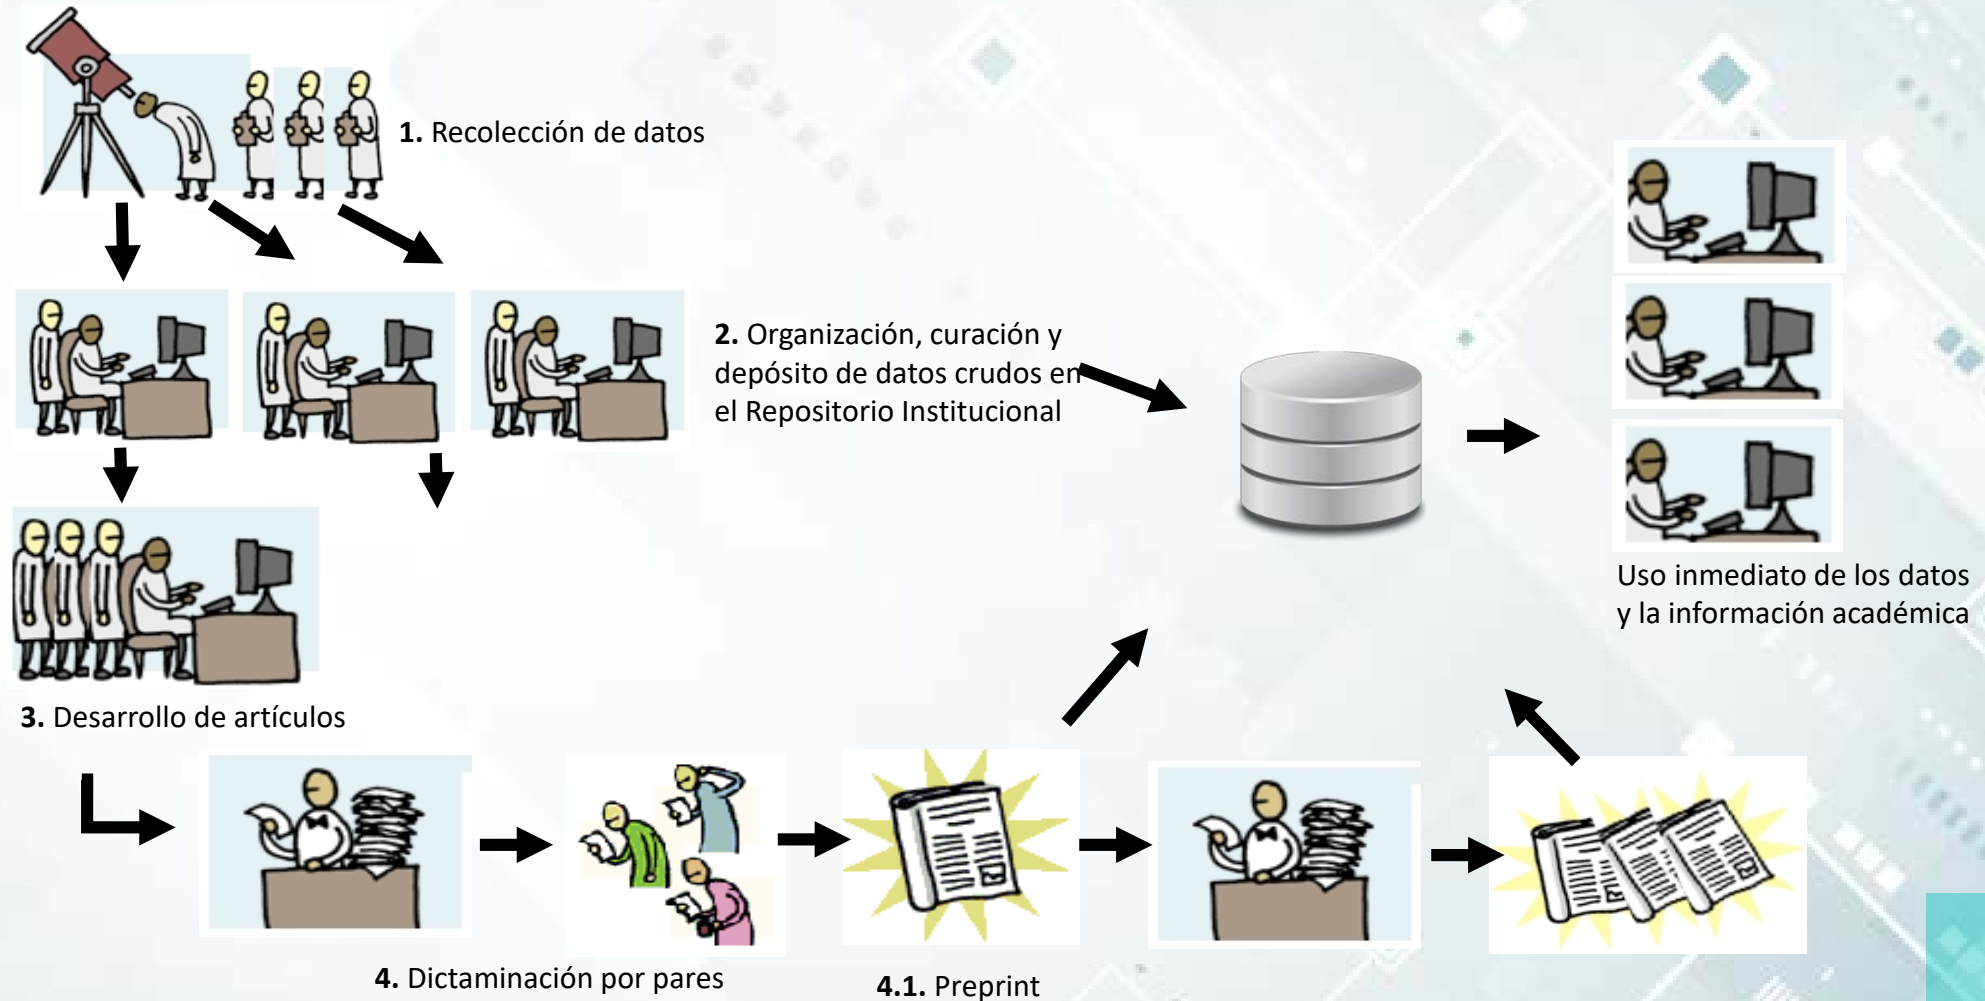 1. Recolección de datos
2. Organización, curación y
depósito de datos crudos en
el Repositorio Institucional
Uso inmediato de los datos
y la información académica
3. Desarrollo de artículos
4. Dictaminación por pares
4.1. Preprint